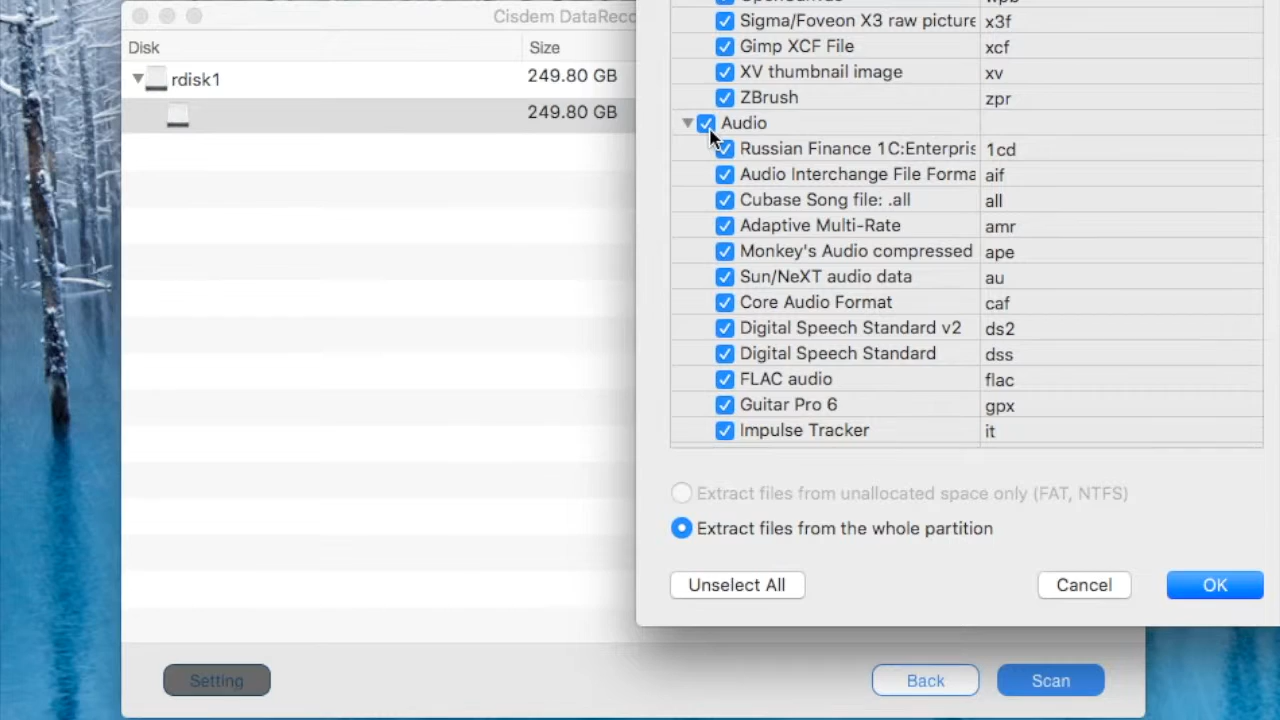 Cisdem DataReco
Disk Size
rdisk1 249.80 GB
249.80 GB
Sigma/Foveon X3 raw picture x3f
Gimp XCF File xcf
XV thumbnail image xv
ZBrush zpr
Audio
Russian Finance 1C:Enterpris 1cd
Audio Interchange File Forma aif
Cubase Song file: .all all
Adaptive Multi-Rate amr
Monkey's Audio compressed ape
Sun/NeXT audio data au
Core Audio Format caf
Digital Speech Standard v2 ds2
Digital Speech Standard dss
FLAC audio flac
Guitar Pro 6 gpx
Impulse Tracker it
Extract files from unallocated space only (FAT, NTFS)
Extract files from the whole partition
Unselect All Cancel OK
Setting Back Scan